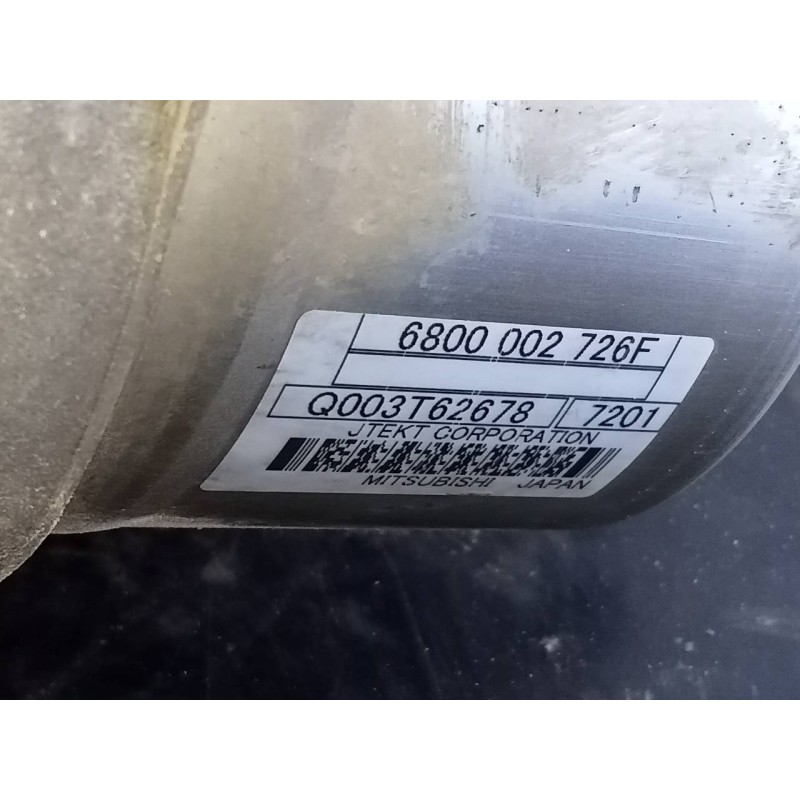 6800 002 726F
Q003T62678 7201
JTEKT CORPORATION
MITSUBISHI JAPAN